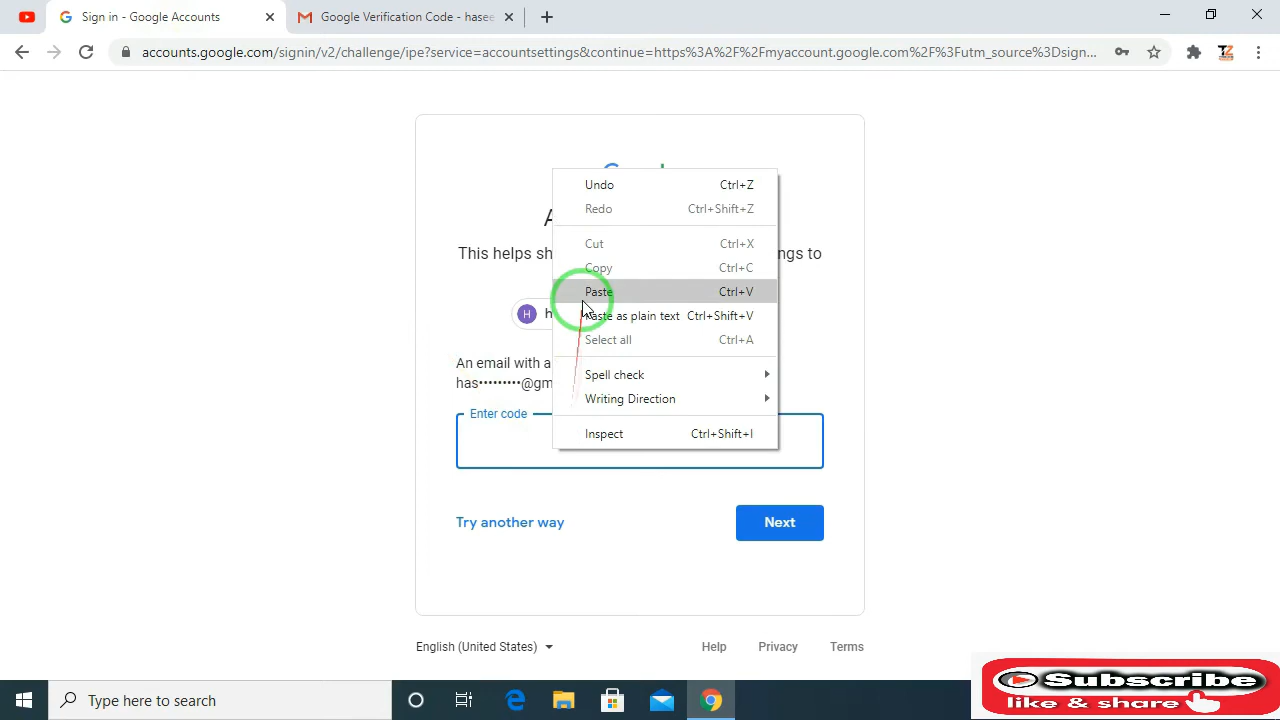 Sign in - Google Accounts
Google Verification Code - hasee
accounts.google.com/signin/v2/challenge/ipe?service=accountsettings&continue=https%3A%2F%2Fmyaccount.google.com%2F%3Futm_source%3Dsign...
TZ
Undo Ctrl+Z
Redo Ctrl+Shift+Z
A
Cut Ctrl+X
This helps sh ngs to
Copy Ctrl+C
Paste Ctrl+V
H h
Paste as plain text Ctrl+Shift+V
Select all Ctrl+A
An email with a
Spell check
has•••••••••@gm
Writing Direction
Enter code
Inspect Ctrl+Shift+I
Try another way
Next
English (United States)
Help
Privacy
Terms
Type here to search
Subscribe
like & share